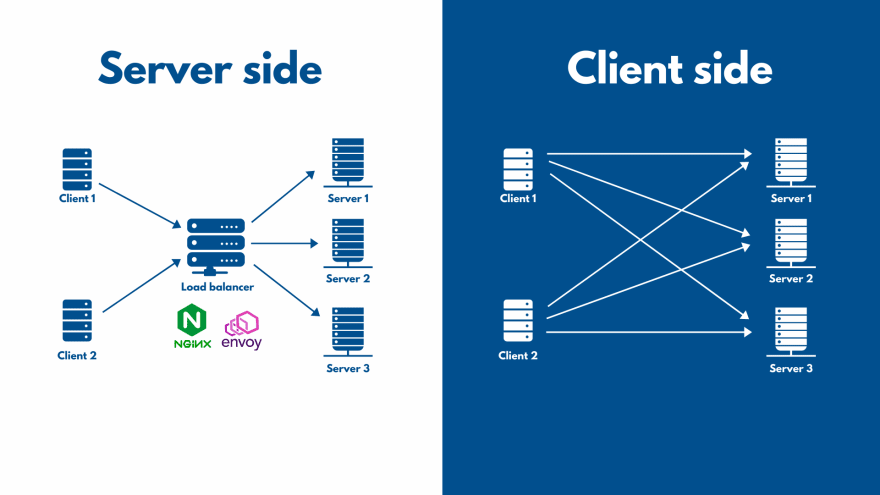 Server side
Client 1
Client 2
Load balancer
NGINX
envoy
Server 1
Server 2
Server 3
Client side
Client 1
Client 2
Server 1
Server 2
Server 3